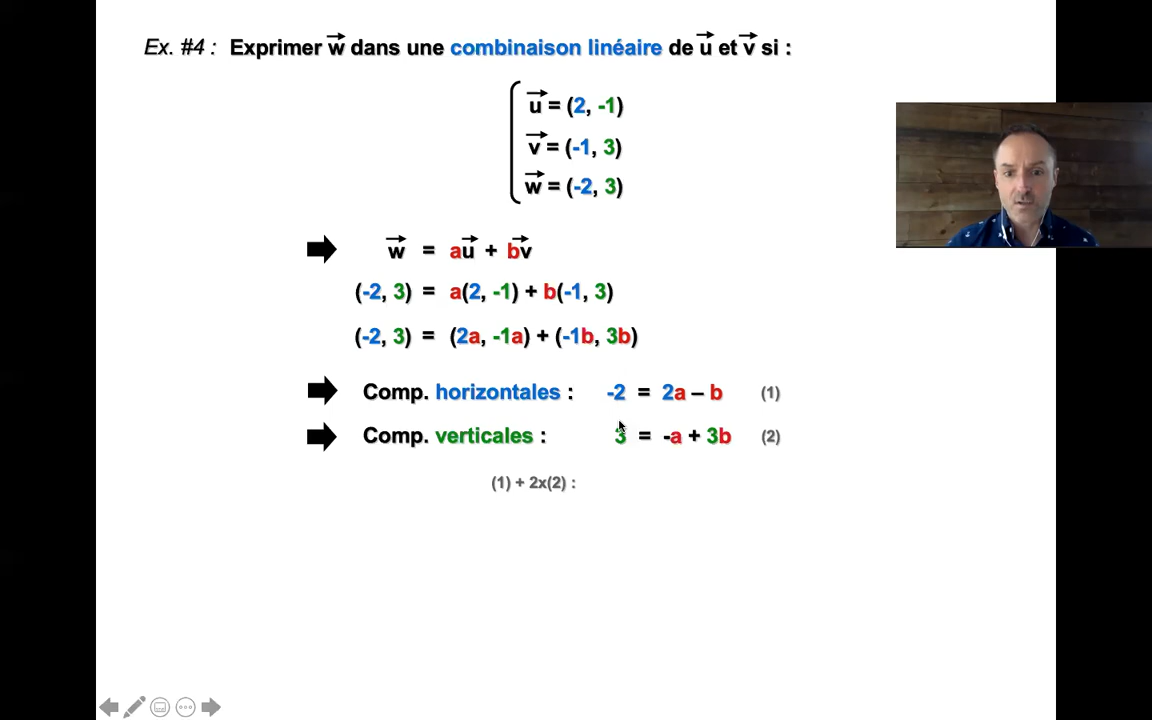 Ex. #4 : Exprimer w dans une combinaison linéaire de u et v si :
u = (2, -1)
v = (-1, 3)
w = (-2, 3)
w = au + bv
(-2, 3) = a(2, -1) + b(-1, 3)
(-2, 3) = (2a, -1a) + (-1b, 3b)
Comp. horizontales : -2 = 2a – b (1)
Comp. verticales : 3 = -a + 3b (2)
(1) + 2x(2) :